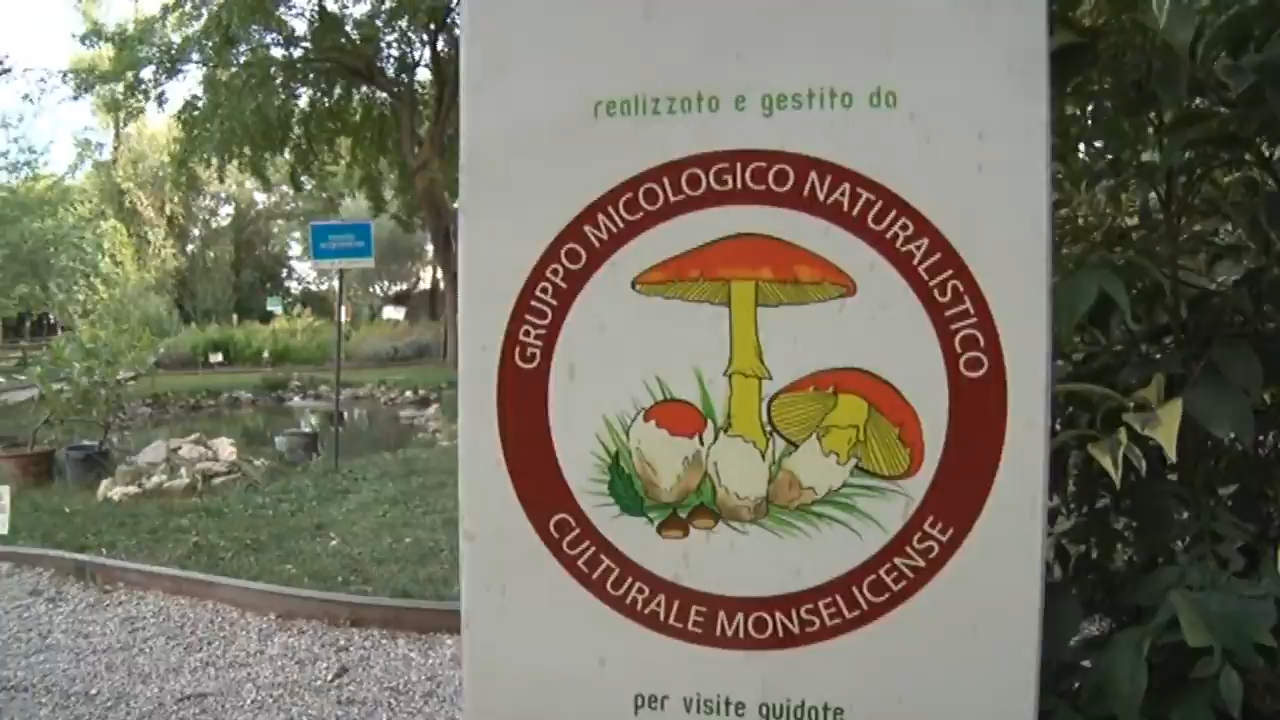 realizzato e gestito da
GRUPPO MICOLOGICO NATURALISTICO
CULTURALE MONSELICENSE
per visite guidate